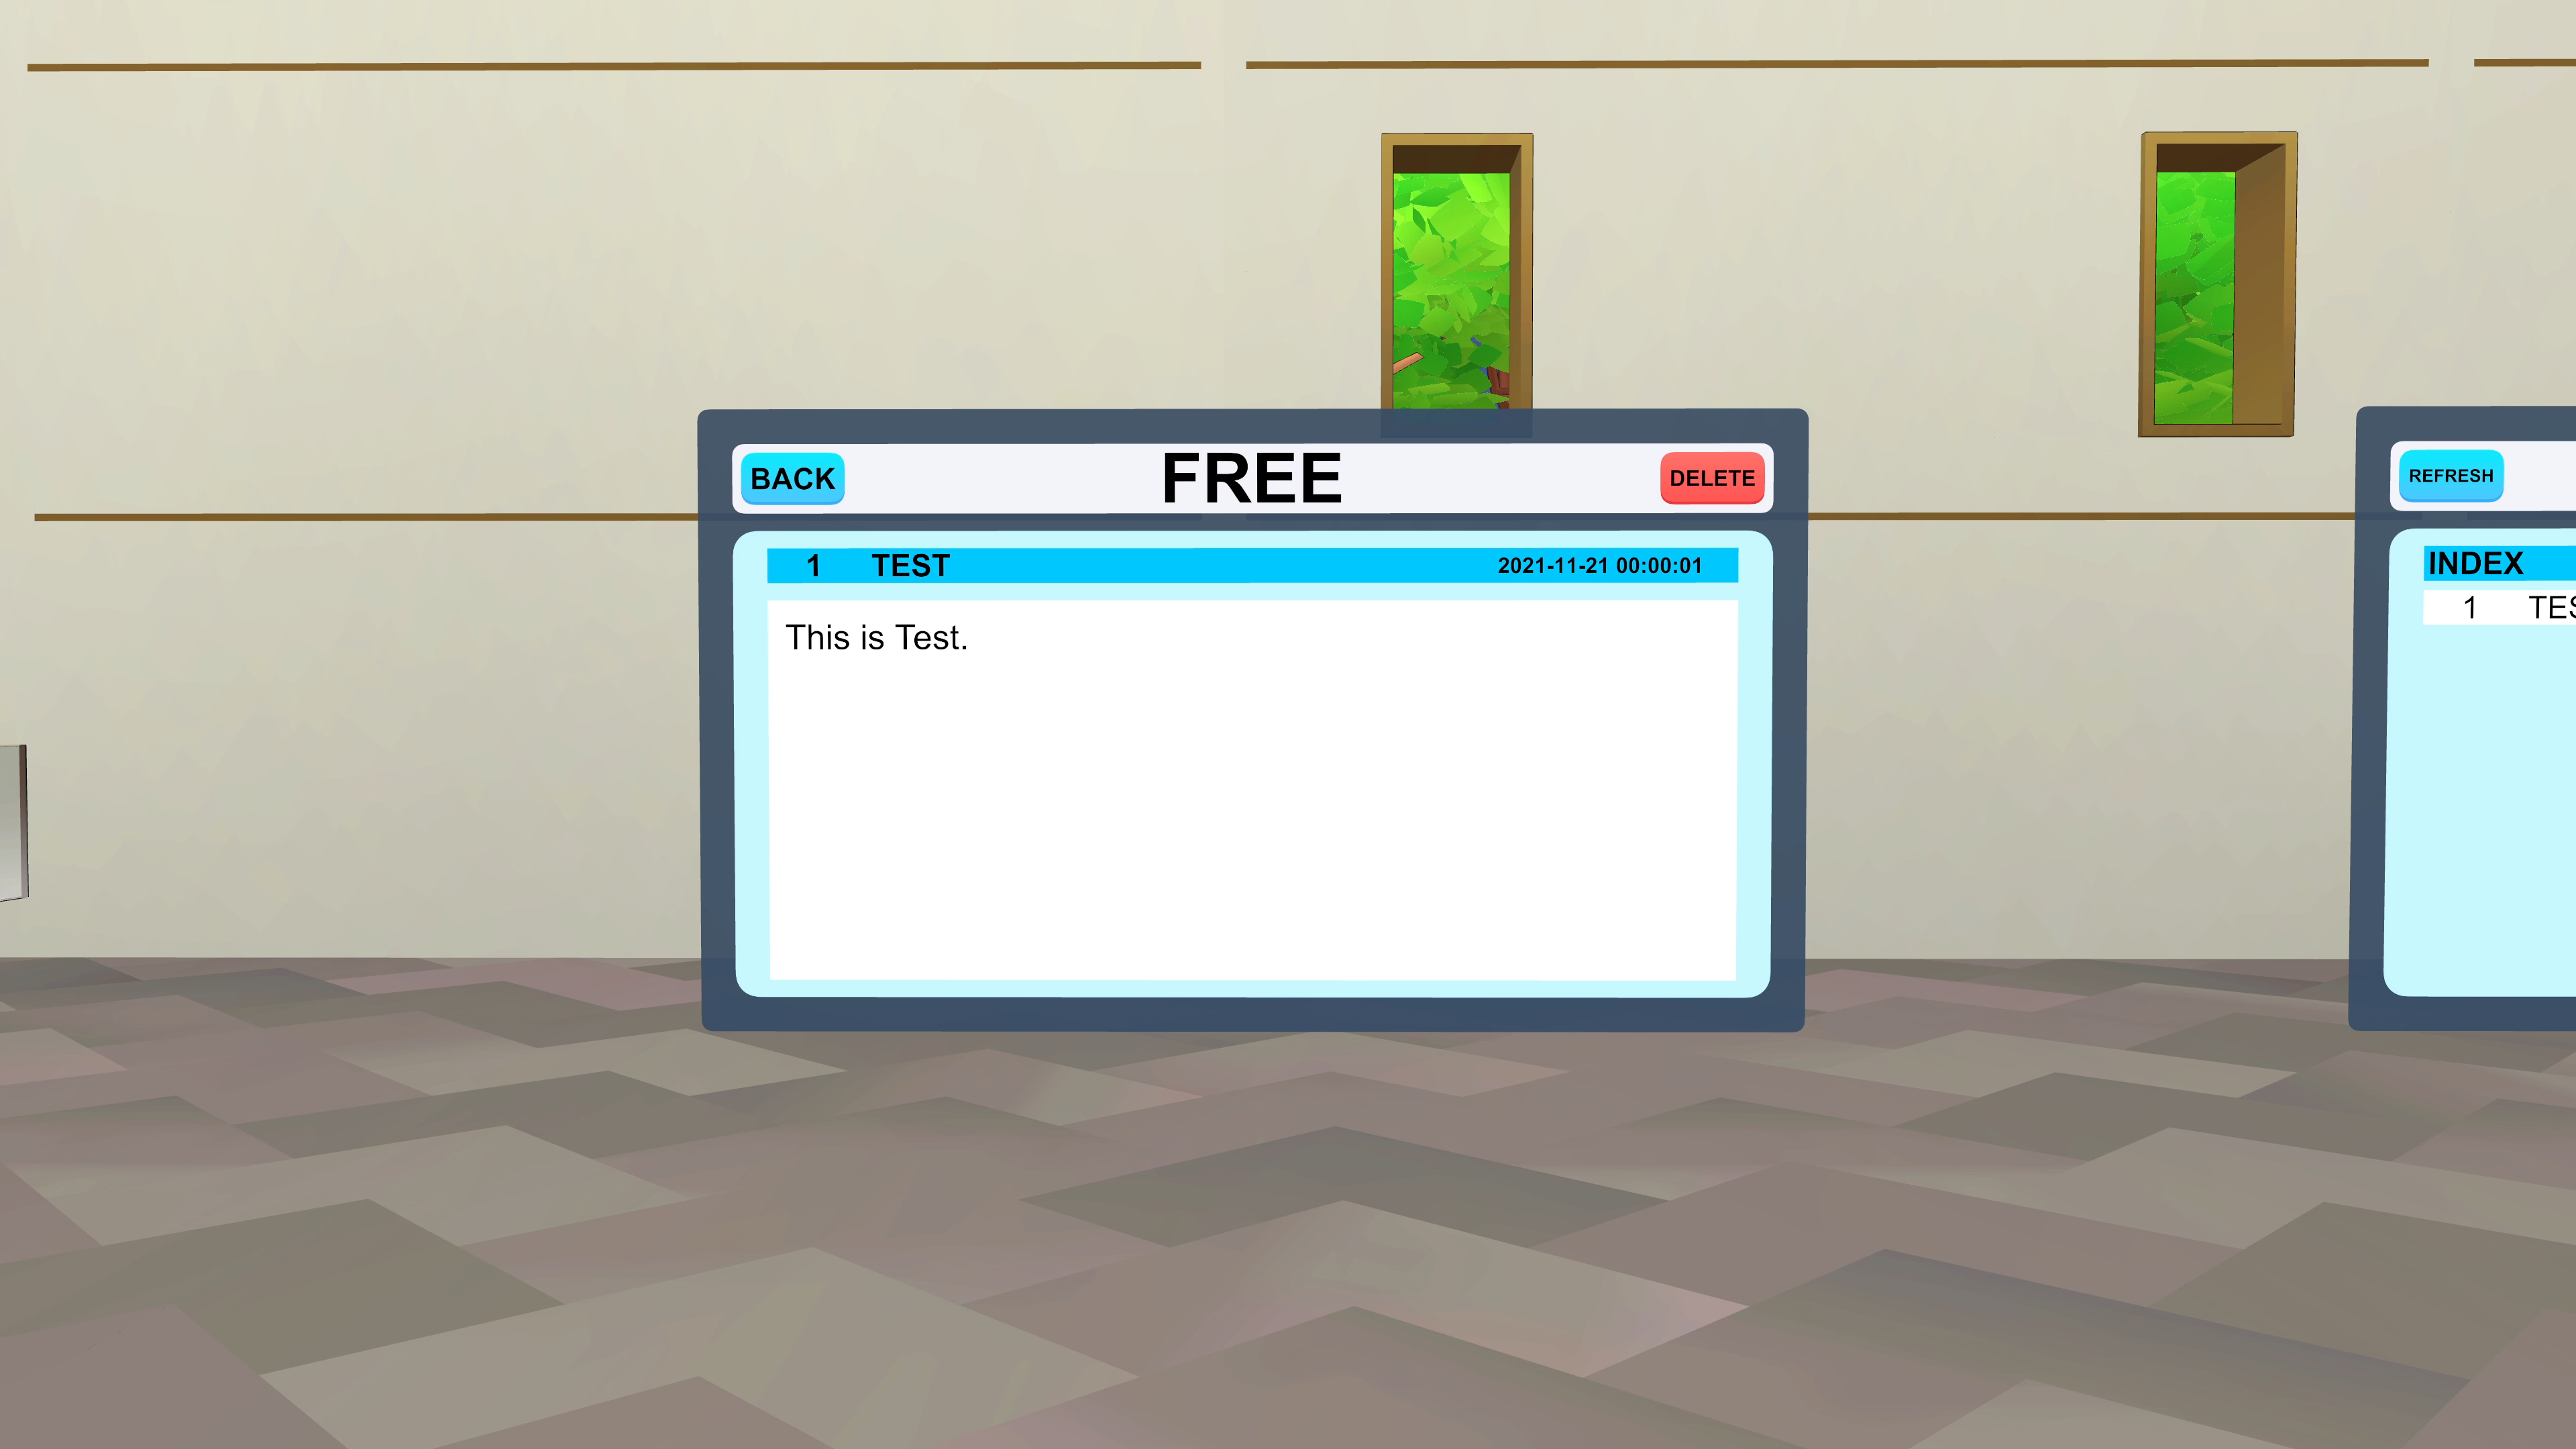 BACK
FREE
DELETE
1 TEST 2021-11-21 00:00:01
This is Test.
REFRESH
INDEX
1